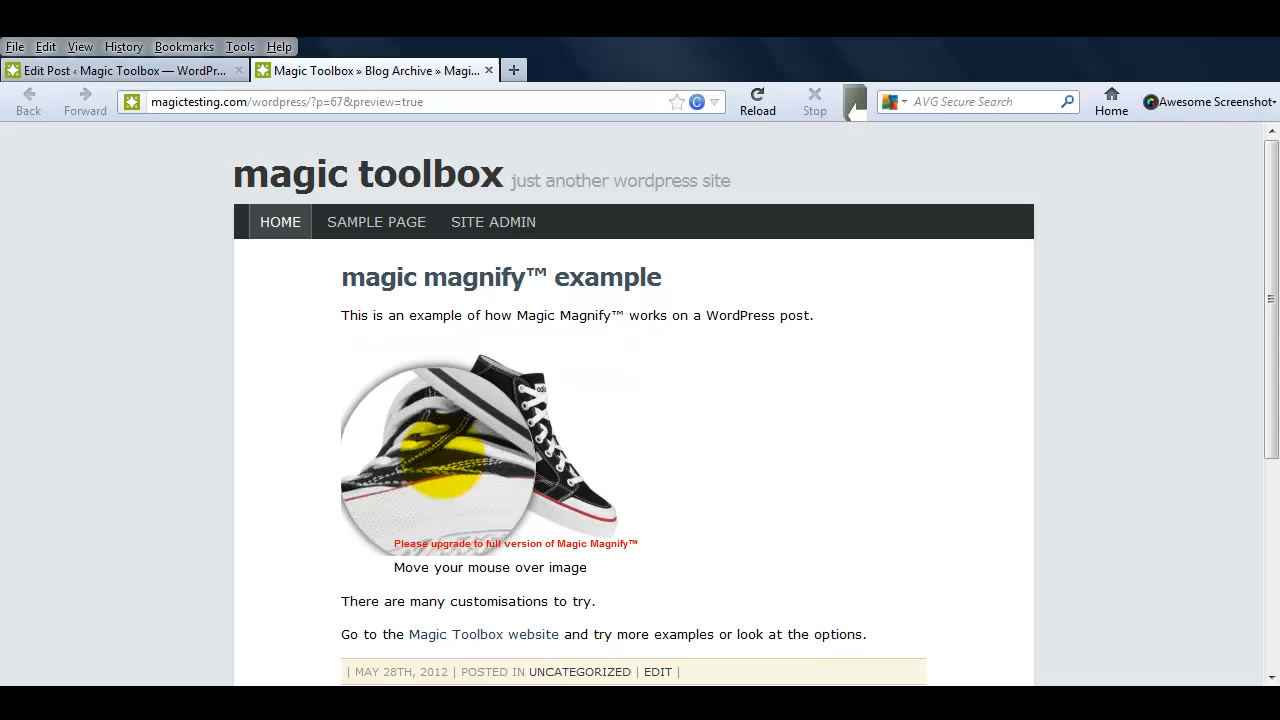 File Edit View History Bookmarks Tools Help
Edit Post ‹ Magic Toolbox — WordPr...
Magic Toolbox » Blog Archive » Magi...
Back Forward magictesting.com/wordpress/?p=67&preview=true C Reload Stop AVG Secure Search Home Awesome Screenshot
magic toolbox just another wordpress site
HOME SAMPLE PAGE SITE ADMIN
magic magnify™ example
This is an example of how Magic Magnify™ works on a WordPress post.
Please upgrade to full version of Magic Magnify™
Move your mouse over image
There are many customisations to try.
Go to the Magic Toolbox website and try more examples or look at the options.
| MAY 28TH, 2012 | POSTED IN UNCATEGORIZED | EDIT |